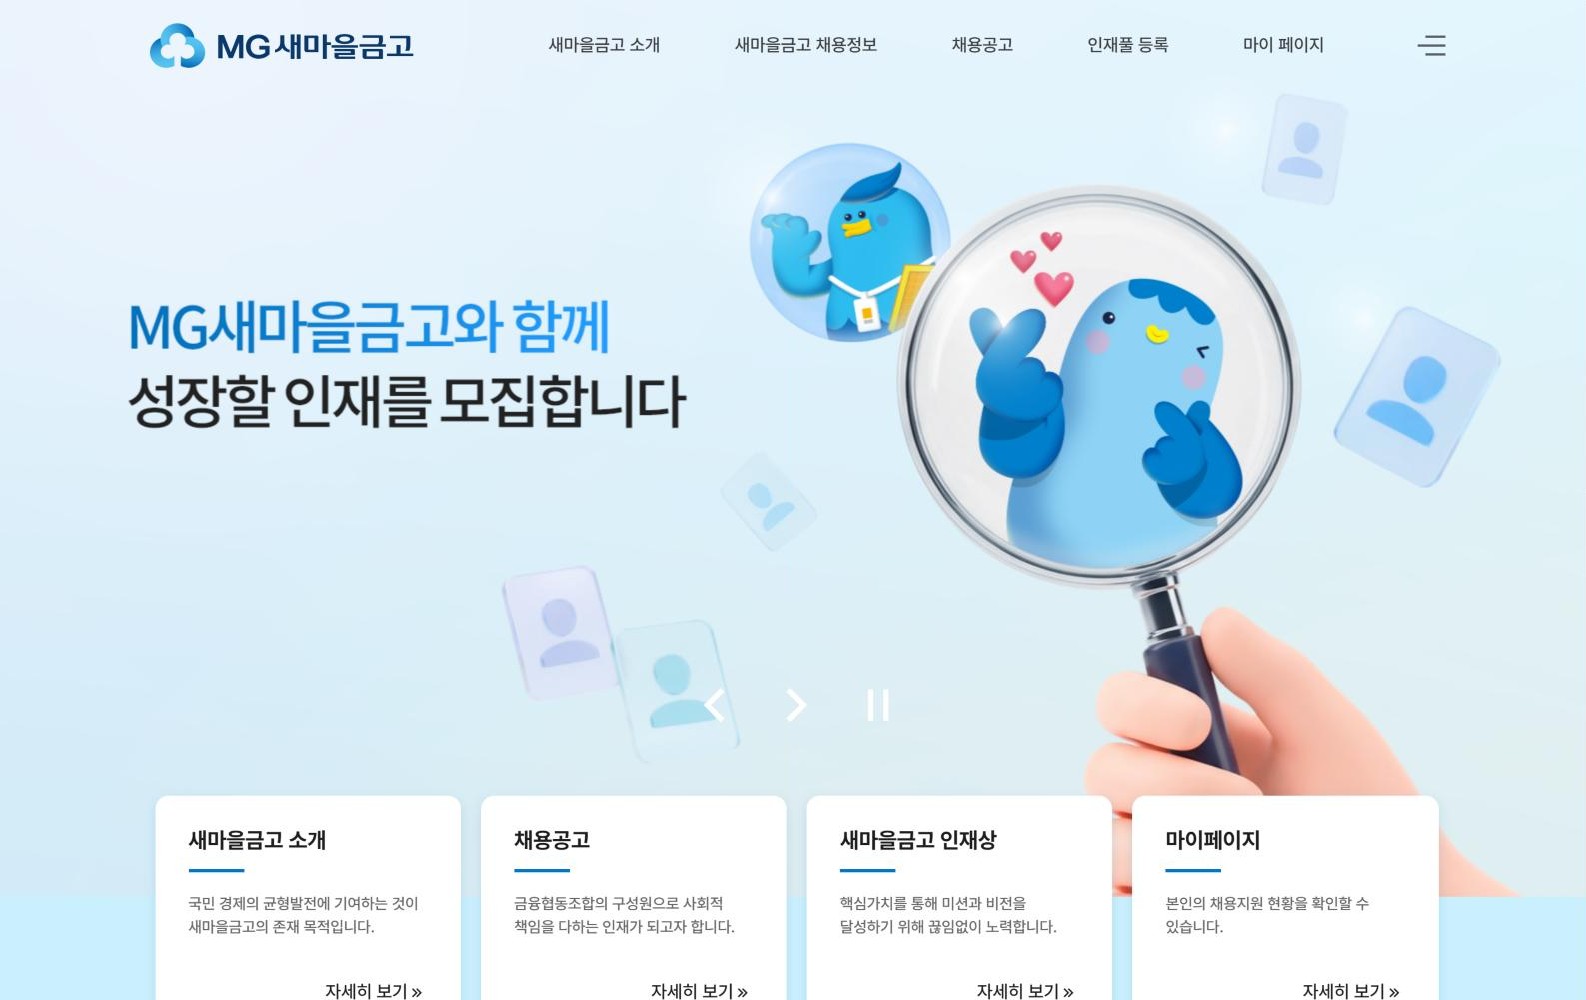 MG새마을금고
새마을금고 소개
새마을금고 채용정보
채용공고
인재풀 등록
마이 페이지
MG새마을금고와 함께
성장할 인재를 모집합니다
새마을금고 소개
국민 경제의 균형발전에 기여하는 것이
새마을금고의 존재 목적입니다.
자세히 보기 »
채용공고
금융협동조합의 구성원으로 사회적
책임을 다하는 인재가 되고자 합니다.
자세히 보기 »
새마을금고 인재상
핵심가치를 통해 미션과 비전을
달성하기 위해 끊임없이 노력합니다.
자세히 보기 »
마이페이지
본인의 채용지원 현황을 확인할 수
있습니다.
자세히 보기 »